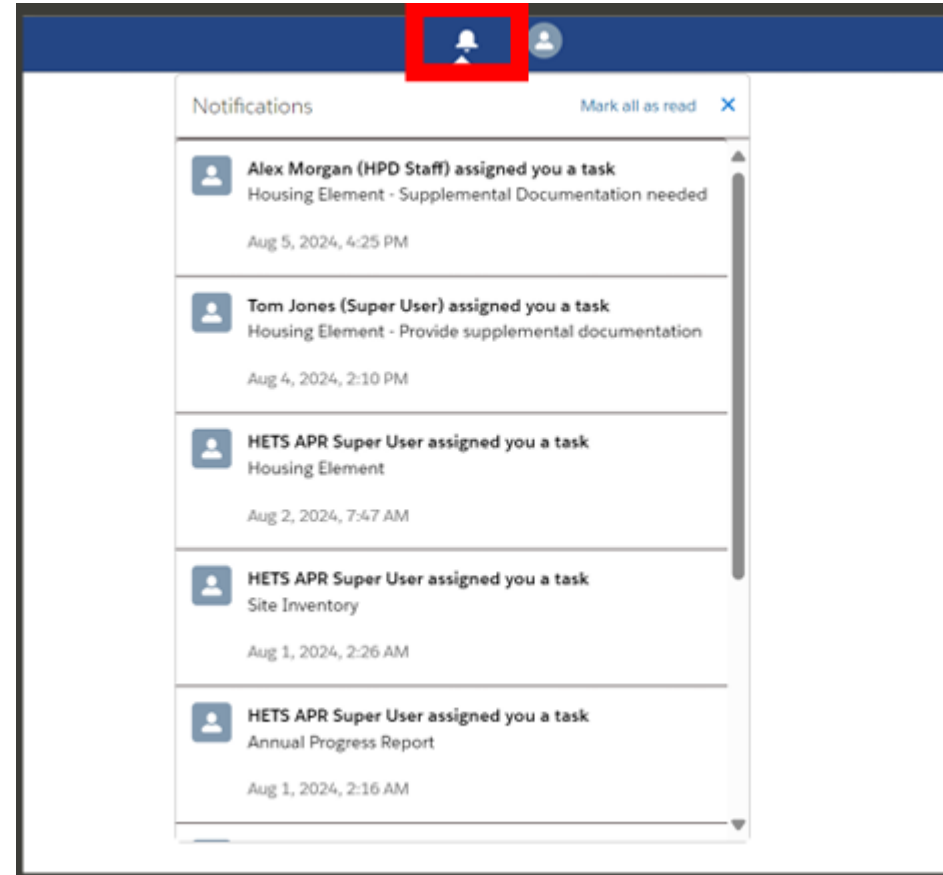 Notifications Mark all as read
Alex Morgan (HPD Staff) assigned you a task
Housing Element - Supplemental Documentation needed
Aug 5, 2024, 4:25 PM
Tom Jones (Super User) assigned you a task
Housing Element - Provide supplemental documentation
Aug 4, 2024, 2:10 PM
HETS APR Super User assigned you a task
Housing Element
Aug 2, 2024, 7:47 AM
HETS APR Super User assigned you a task
Site Inventory
Aug 1, 2024, 2:26 AM
HETS APR Super User assigned you a task
Annual Progress Report
Aug 1, 2024, 2:16 AM